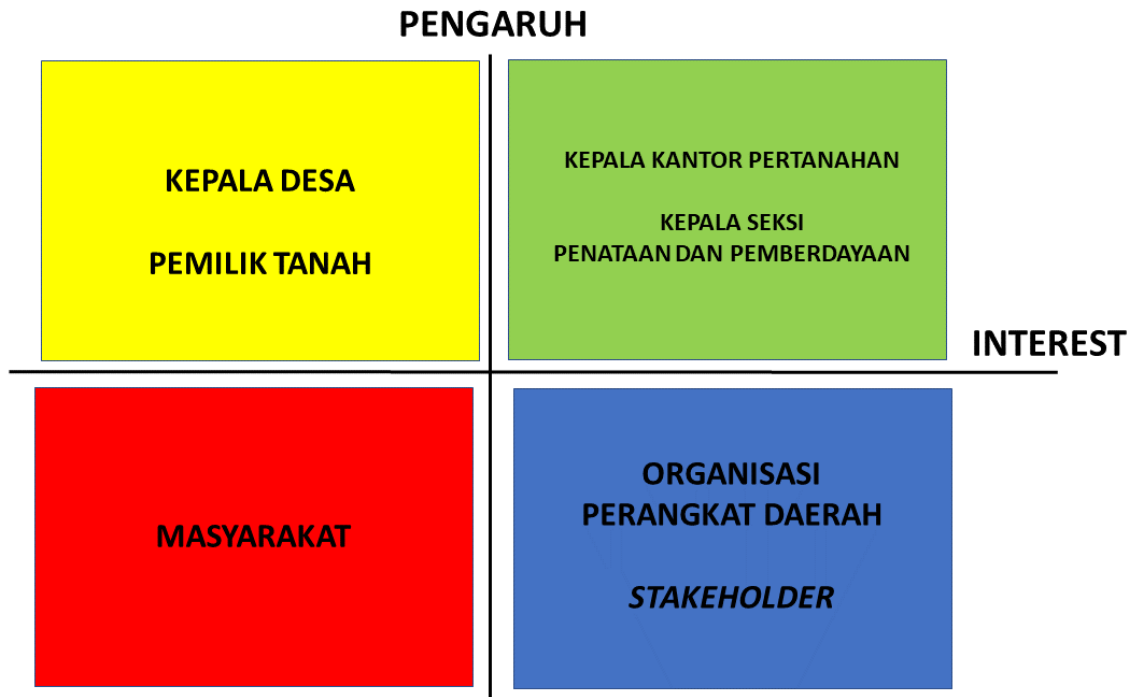 PENGARUH
KEPALA DESA
PEMILIK TANAH
KEPALA KANTOR PERTANAHAN
KEPALA SEKSI
PENATAAN DAN PEMBERDAYAAN
INTEREST
MASYARAKAT
ORGANISASI
PERANGKAT DAERAH
STAKEHOLDER